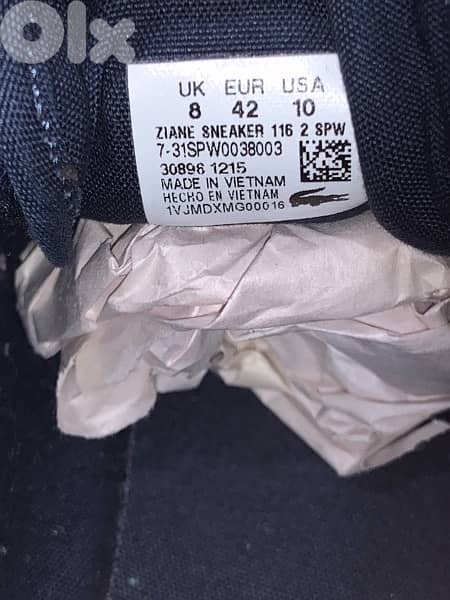 OLX
UK EUR USA
8 42 10
ZIANE SNEAKER 116 2 SPW
7-31SPW0038003
30896 1215
MADE IN VIETNAM
HECHO EN VIETNAM
1VJMDXMG00016